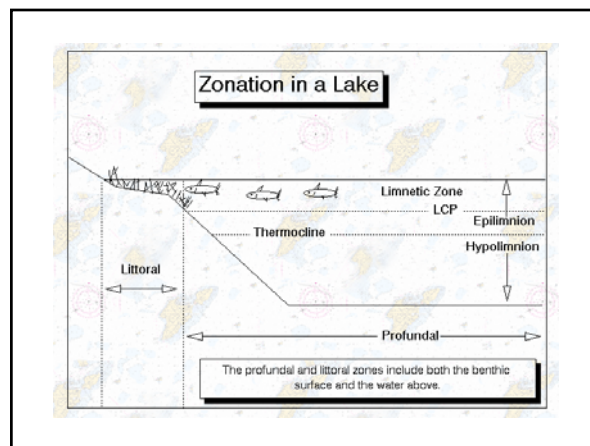 Zonation in a Lake
Limnetic Zone
LCP
Epilimnion
Thermocline
Hypolimnion
Littoral
Profundal
The profundal and littoral zones include both the benthic
surface and the water above.